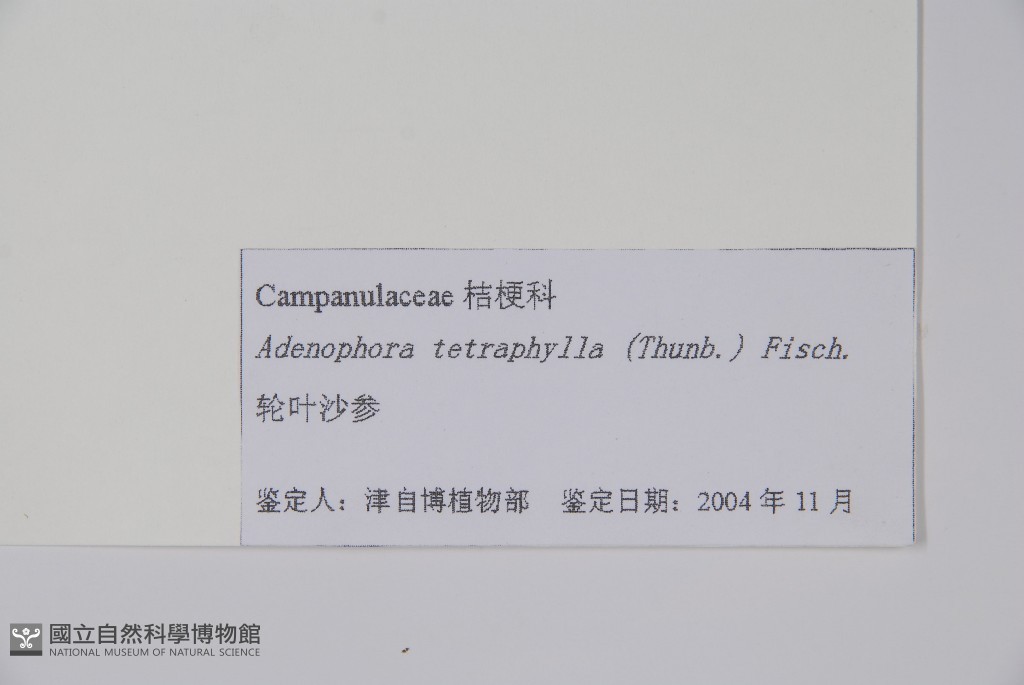 Campanulaceae 桔梗科
Adenophora tetraphylla (Thunb.) Fisch.
轮叶沙参
鉴定人：津自博植物部 鉴定日期：2004 年 11 月
國立自然科學博物館
NATIONAL MUSEUM OF NATURAL SCIENCE